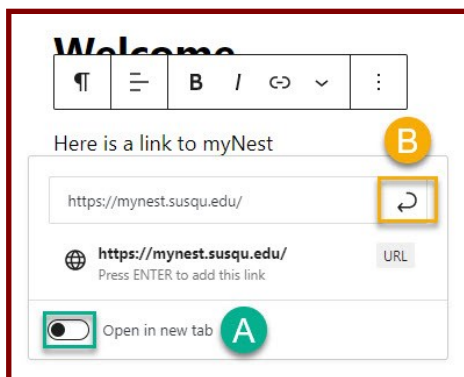 Welcome
B I
Here is a link to myNest
B
https://mynest.susqu.edu/
https://mynest.susqu.edu/ URL
Press ENTER to add this link
Open in new tab A